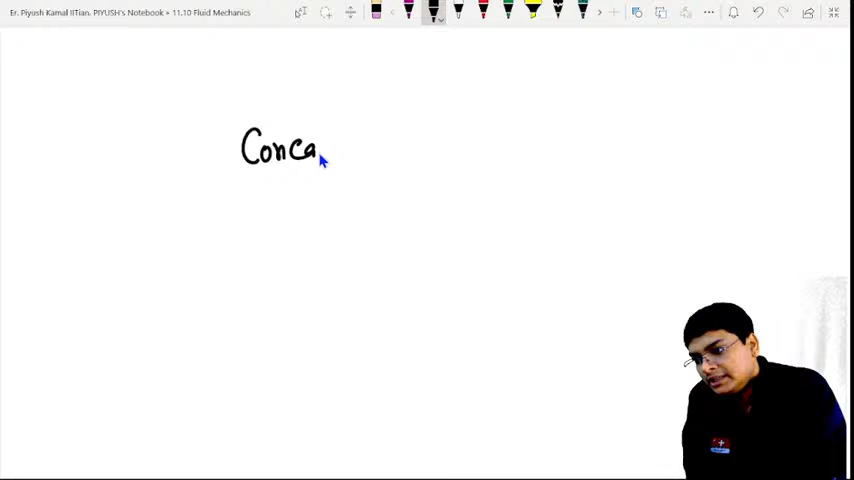 Er. Piyush Kamal IITian. PIYUSH's Notebook » 11.10 Fluid Mechanics
Conca